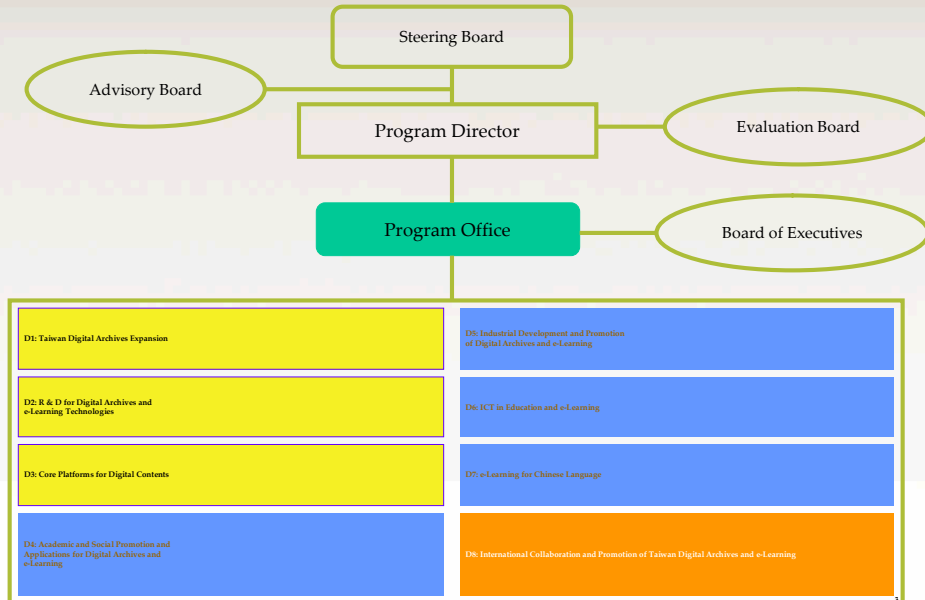 Steering Board
Advisory Board
Program Director
Evaluation Board
Program Office
Board of Executives
D1: Taiwan Digital Archives Expansion
D2: R & D for Digital Archives and
e-Learning Technologies
D3: Core Platforms for Digital Contents
D4: Academic and Social Promotion and
Applications for Digital Archives and
e-Learning
D5: Industrial Development and Promotion
of Digital Archives and e-Learning
D6: ICT in Education and e-Learning
D7: e-Learning for Chinese Language
D8: International Collaboration and Promotion of Taiwan Digital Archives and e-Learning